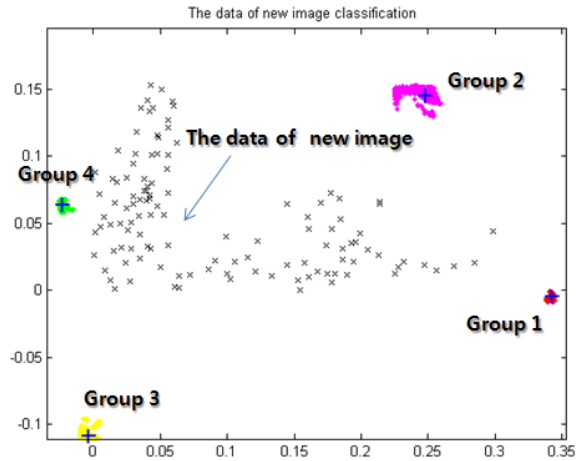 The data of new image classification
0.15
Group 2
The data of new image
0.1
Group 4
0.05
0
Group 1
-0.05
Group 3
-0.1
0 0.05 0.1 0.15 0.2 0.25 0.3 0.35